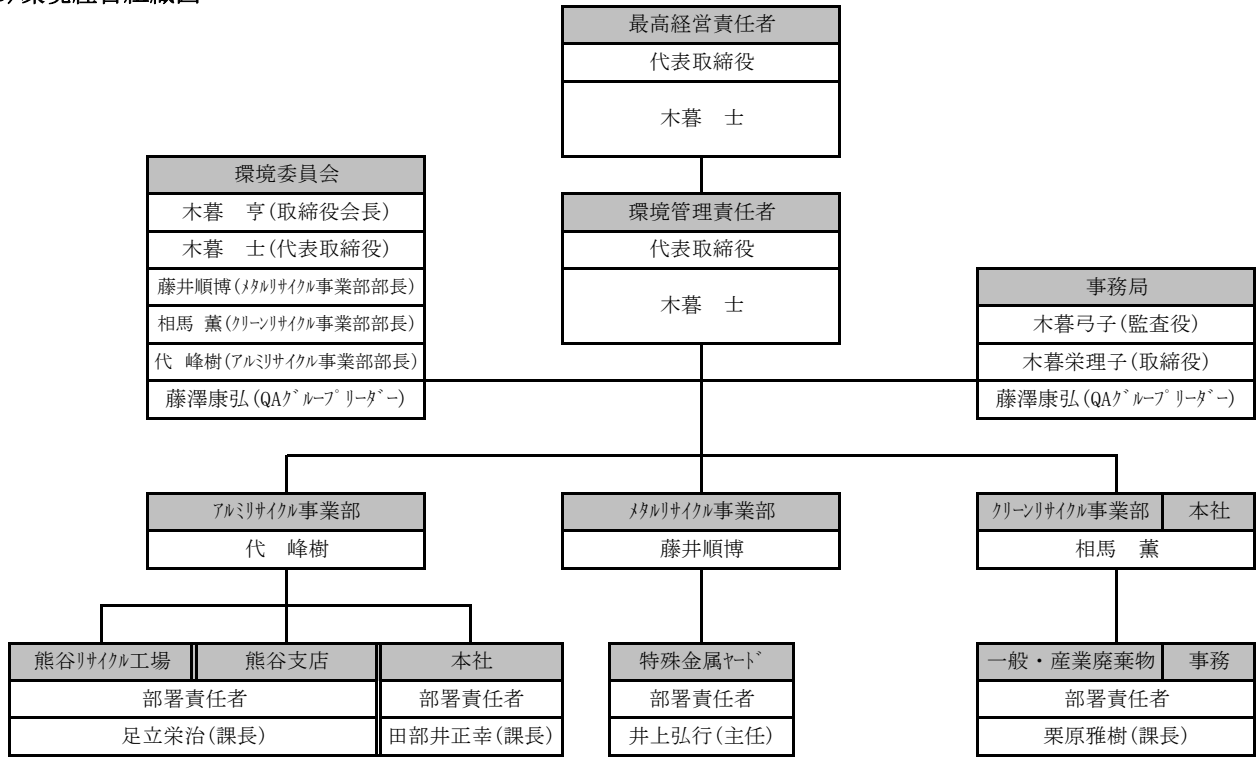 最高経営責任者
代表取締役
木暮　士
環境委員会
木暮　亨(取締役会長)
木暮　士(代表取締役)
藤井順博(ﾒﾀﾙﾘｻｲｸﾙ事業部部長)
相馬 薫(ｸﾘｰﾝﾘｻｲｸﾙ事業部部長)
代 峰樹(ｱﾙﾐﾘｻｲｸﾙ事業部部長)
藤澤康弘(QAｸﾞﾙｰﾌﾟﾘｰﾀﾞｰ)
環境管理責任者
代表取締役
木暮　士
事務局
木暮弓子(監査役)
木暮栄理子(取締役)
藤澤康弘(QAｸﾞﾙｰﾌﾟﾘｰﾀﾞｰ)
ｱﾙﾐﾘｻｲｸﾙ事業部
代　峰樹
ﾒﾀﾙﾘｻｲｸﾙ事業部
藤井順博
ｸﾘｰﾝﾘｻｲｸﾙ事業部 本社
相馬　薫
熊谷ﾘｻｲｸﾙ工場 熊谷支店 本社
部署責任者 部署責任者
足立栄治(課長) 田部井正幸(課長)
特殊金属ﾔｰﾄﾞ
部署責任者
井上弘行(主任)
一般・産業廃棄物 事務
部署責任者
栗原雅樹(課長)